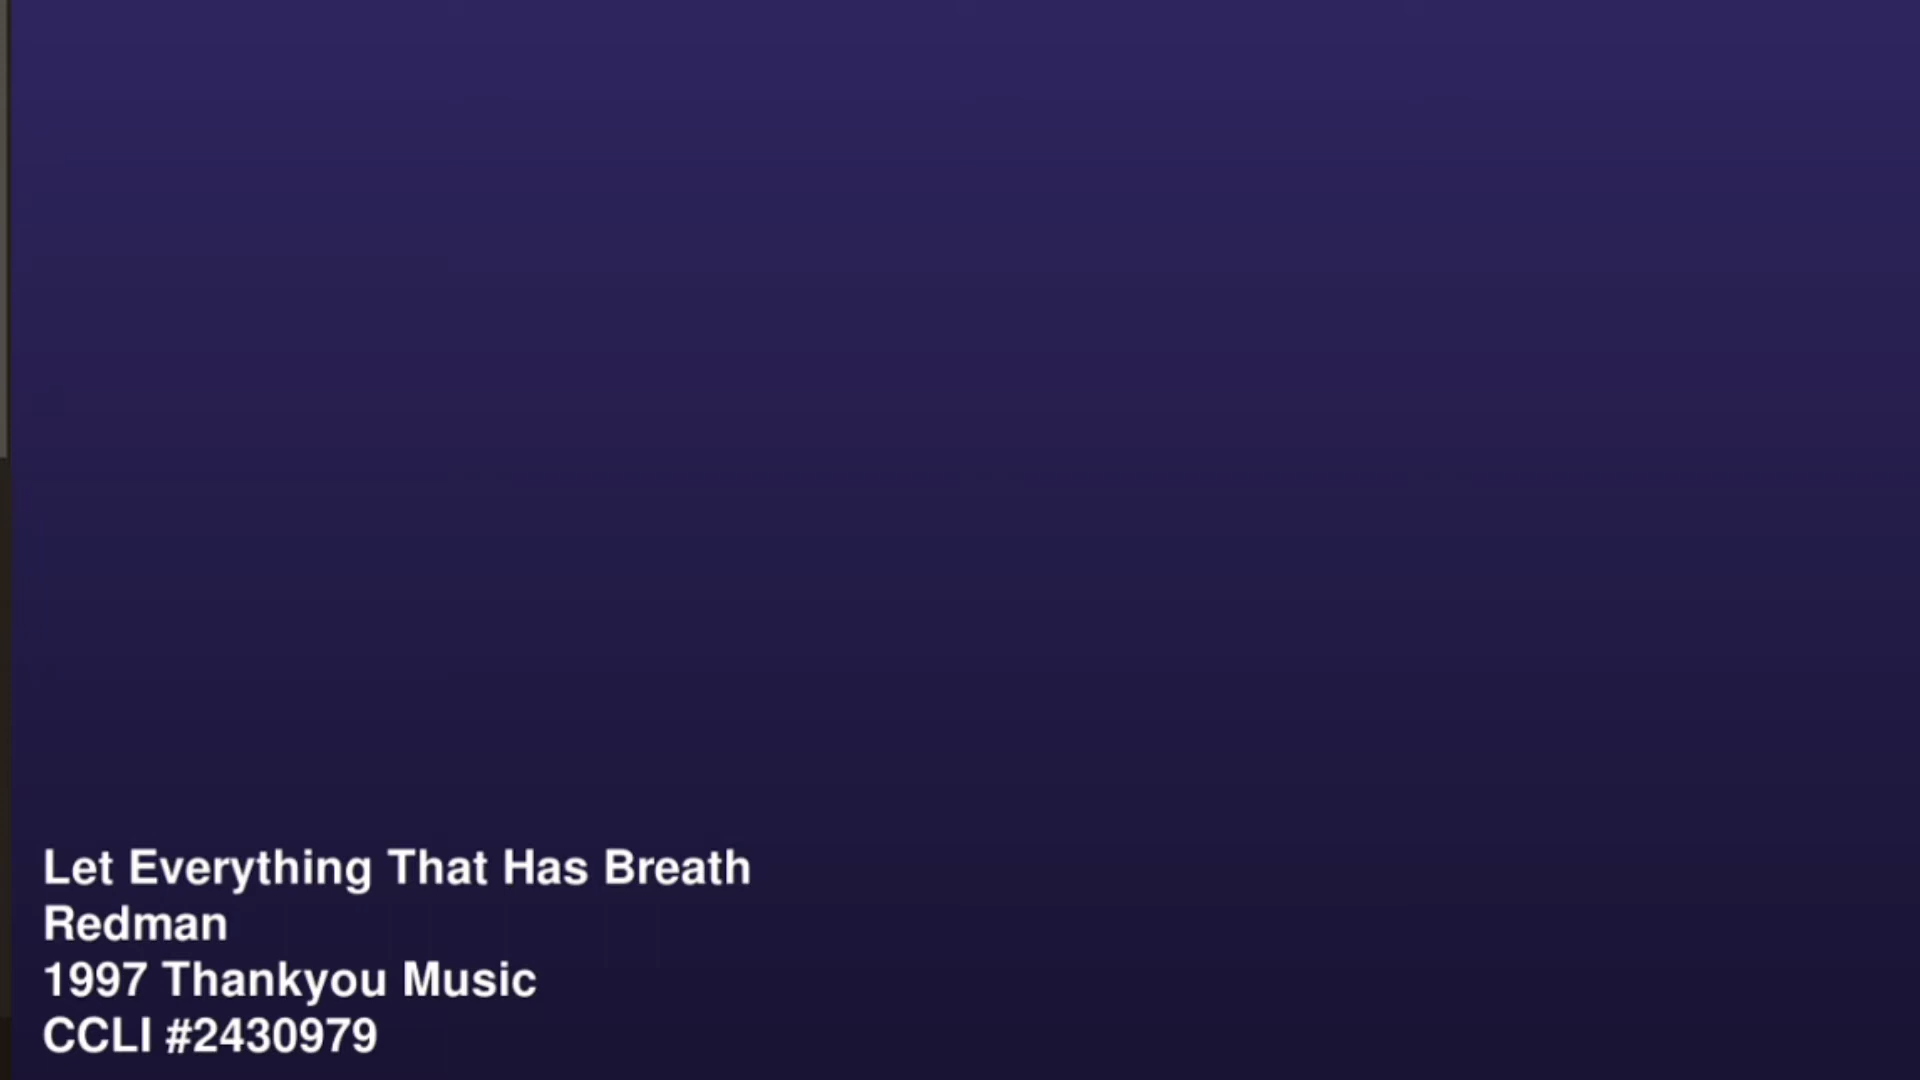 Let Everything That Has Breath
Redman
1997 Thankyou Music
CCLI #2430979